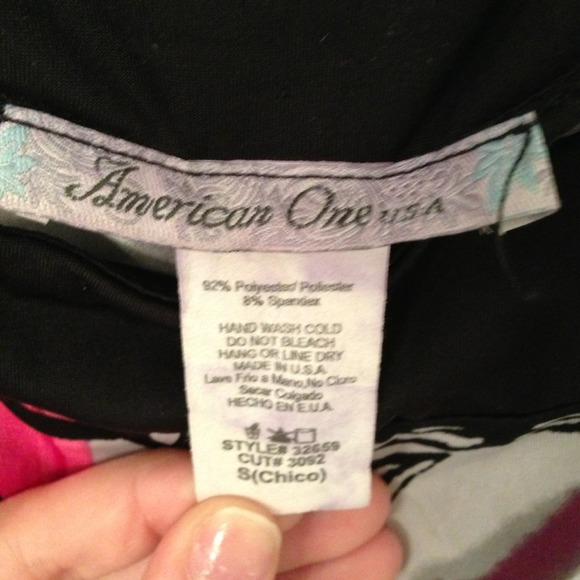 American One U.S.A
92% Polyester/ Poliester
8% Spandex
HAND WASH COLD
DO NOT BLEACH
HANG OR LINE DRY
MADE IN U.S.A
Lave Frio a Mano,No Cloro
Secar Colgado
HECHO EN E.U.A.
STYLE# 32659
CUT# 3092
S(Chico)